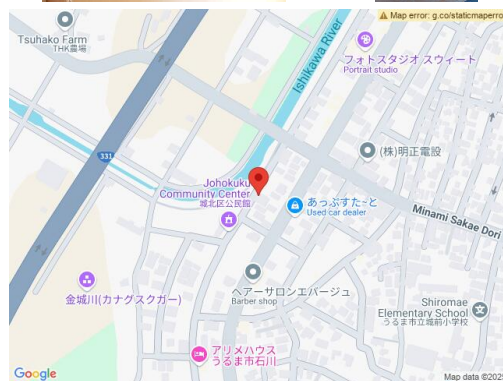 ⚠ Map error: g.co/staticmaperro
Tsuhako Farm
THK農場
Ishikawa River
フォトスタジオ スウィート
Portrait studio
331
(株)明正電設
Johokuku
Community Center
城北区公民館
あっぷすた~と
Used car dealer
Minami Sakae Dori
金城川(カナグスクガー)
ヘアーサロンエバージュ
Barber shop
Shiromae
Elementary School
うるま市立城前小学校
アリメハウス
うるま市石川
Google
Map data ©202